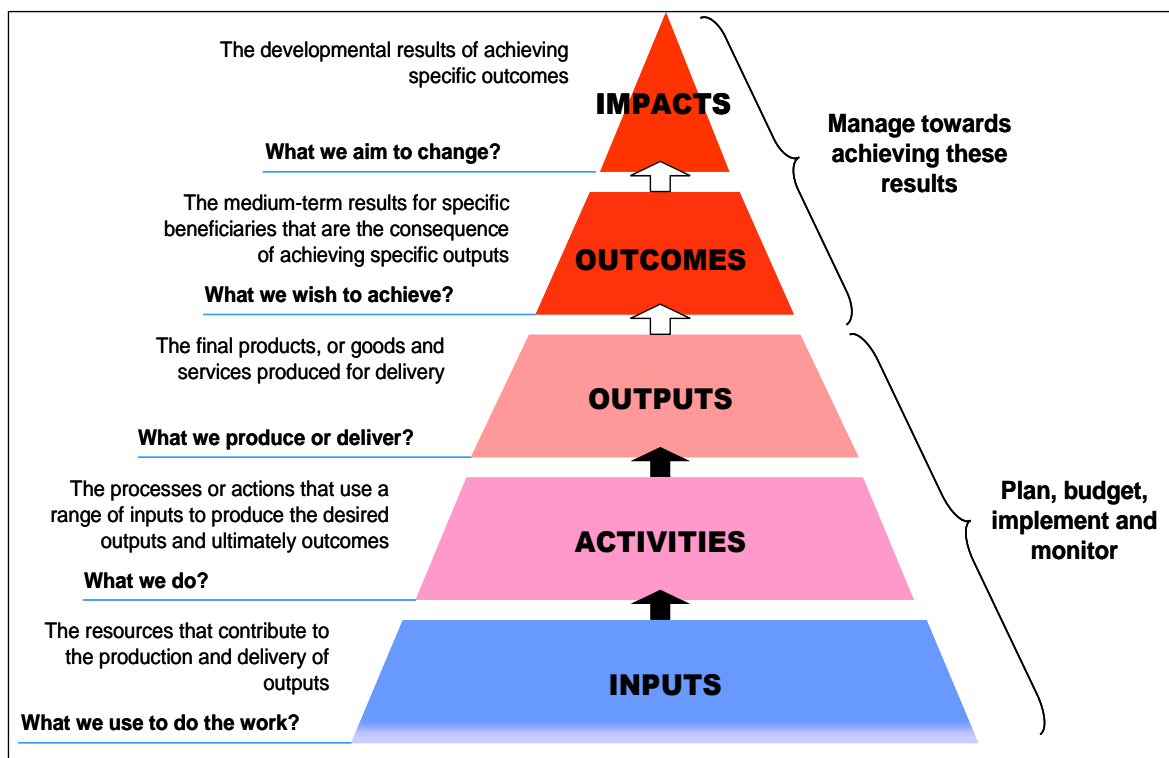 The developmental results of achieving
specific outcomes
IMPACTS
What we aim to change?
Manage towards
achieving these
results
The medium-term results for specific
beneficiaries that are the consequence
of achieving specific outputs
OUTCOMES
What we wish to achieve?
The final products, or goods and
services produced for delivery
OUTPUTS
What we produce or deliver?
The processes or actions that use a
range of inputs to produce the desired
outputs and ultimately outcomes
ACTIVITIES
What we do?
Plan, budget,
implement and
monitor
The resources that contribute to
the production and delivery of
outputs
INPUTS
What we use to do the work?